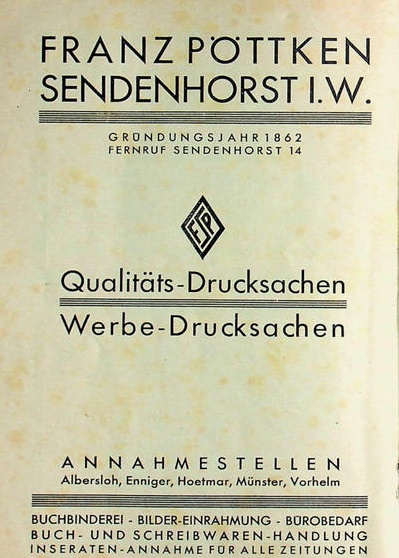 FRANZ PÖTTKEN
SENDENHORST I.W.
GRÜNDUNGSJAHR 1862
FERNRUF SENDENHORST 14
FSP
Qualitäts-Drucksachen
Werbe-Drucksachen
ANNAHMESTELLEN
Albersloh, Enniger, Hoetmar, Münster, Vorhelm
BUCHBINDEREI - BILDER-EINRAHMUNG - BÜROBEDARF
BUCH- UND SCHREIBWAREN-HANDLUNG
INSERATEN-ANNAHME FÜR ALLE ZEITUNGEN